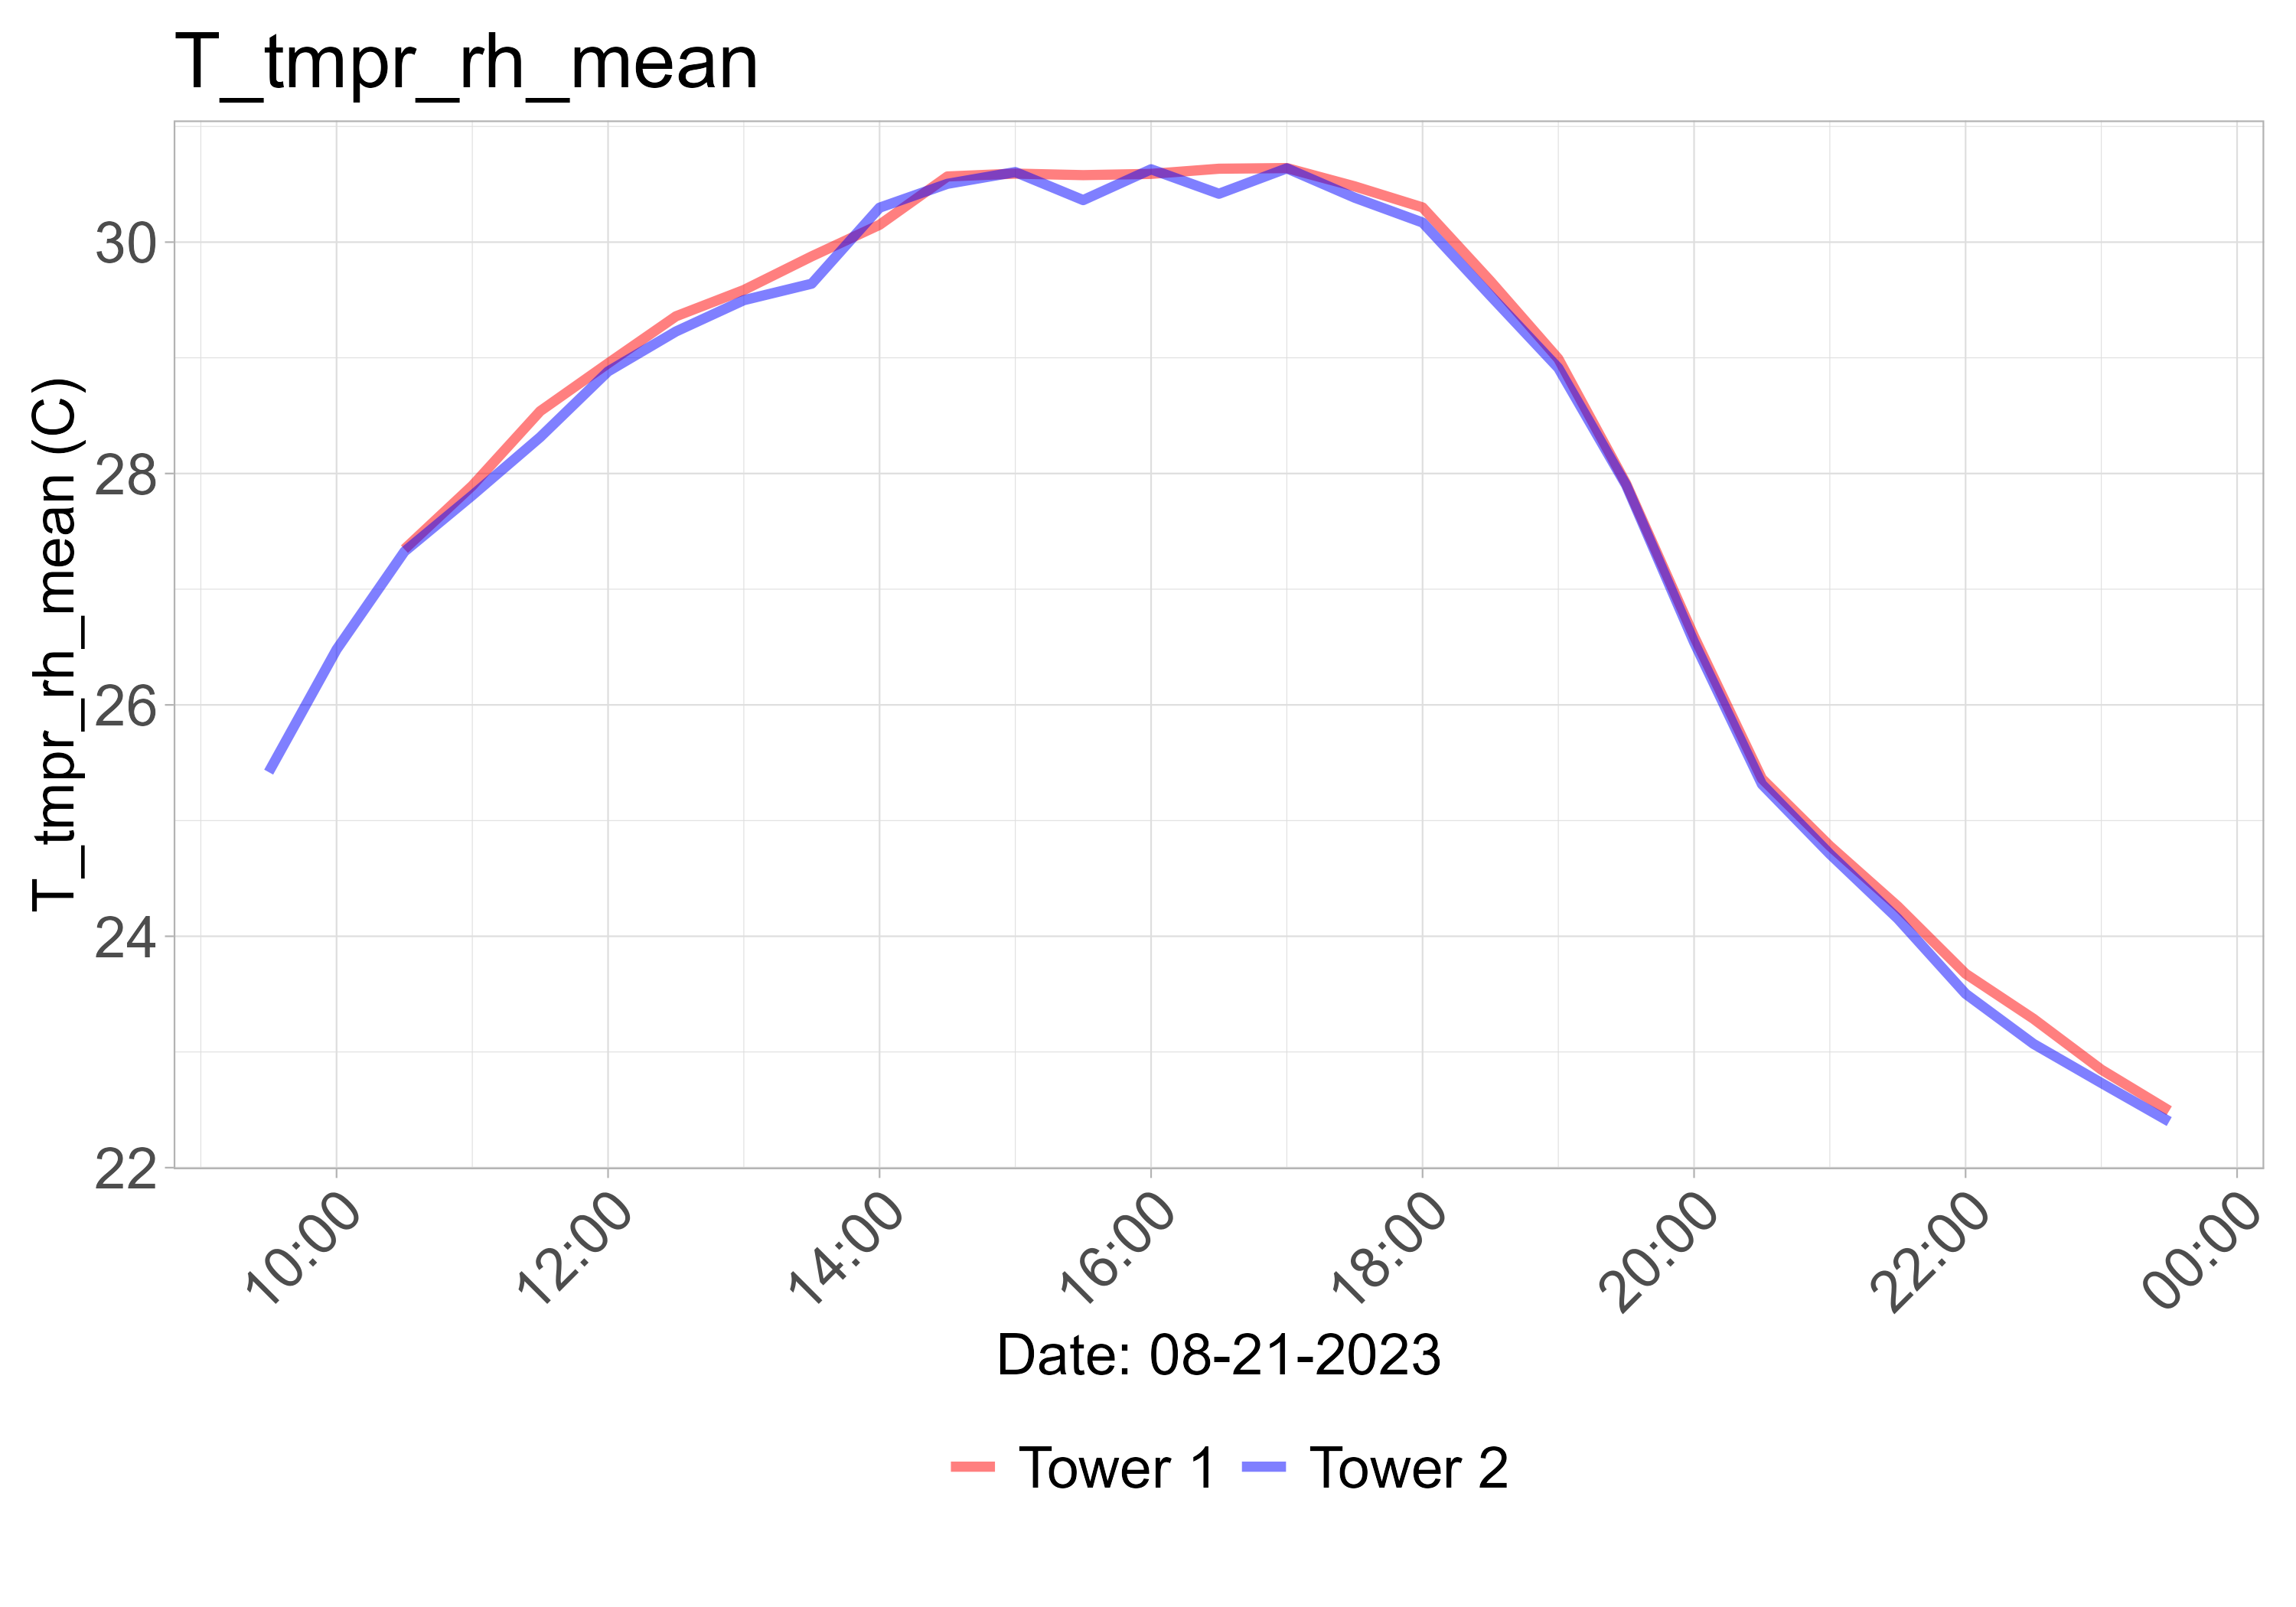 T_tmpr_rh_mean
T_tmpr_rh_mean (C)
30
28
26
24
22
10:00 12:00 14:00 16:00 18:00 20:00 22:00 00:00
Date: 08-21-2023
Tower 1 Tower 2